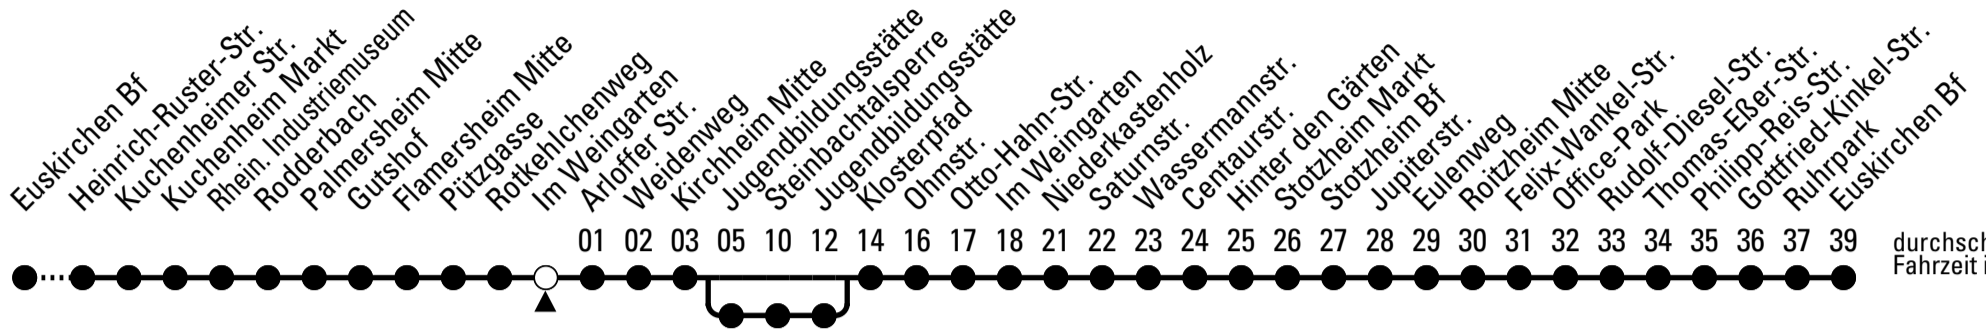 Euskirchen Bf
Heinrich-Ruster-Str.
Kuchenheimer Str.
Kuchenheim Markt
Rhein. Industriemuseum
Rodderbach
Palmersheim Mitte
Gutshof
Flamersheim Mitte
Pützgasse
Rotkehlchenweg
Im Weingarten
Arloffer Str.
Weidenweg
Kirchheim Mitte
Jugendbildungsstätte
Steinbachtalsperre
Jugendbildungsstätte
Klosterpfad
Ohmstr.
Otto-Hahn-Str.
Im Weingarten
Niederkastenholz
Saturnstr.
Wassermannstr.
Centaurstr.
Hinter den Gärten
Stotzheim Markt
Stotzheim Bf
Jupiterstr.
Eulenweg
Roitzheim Mitte
Felix-Wankel-Str.
Office-Park
Rudolf-Diesel-Str.
Thomas-Eßer-Str.
Philipp-Reis-Str.
Gottfried-Kinkel-Str.
Ruhrpark
Euskirchen Bf
01 02 03 05 10 12 14 16 17 18 21 22 23 24 25 26 27 28 29 30 31 32 33 34 35 36 37 39
durchsch
Fahrzeit i